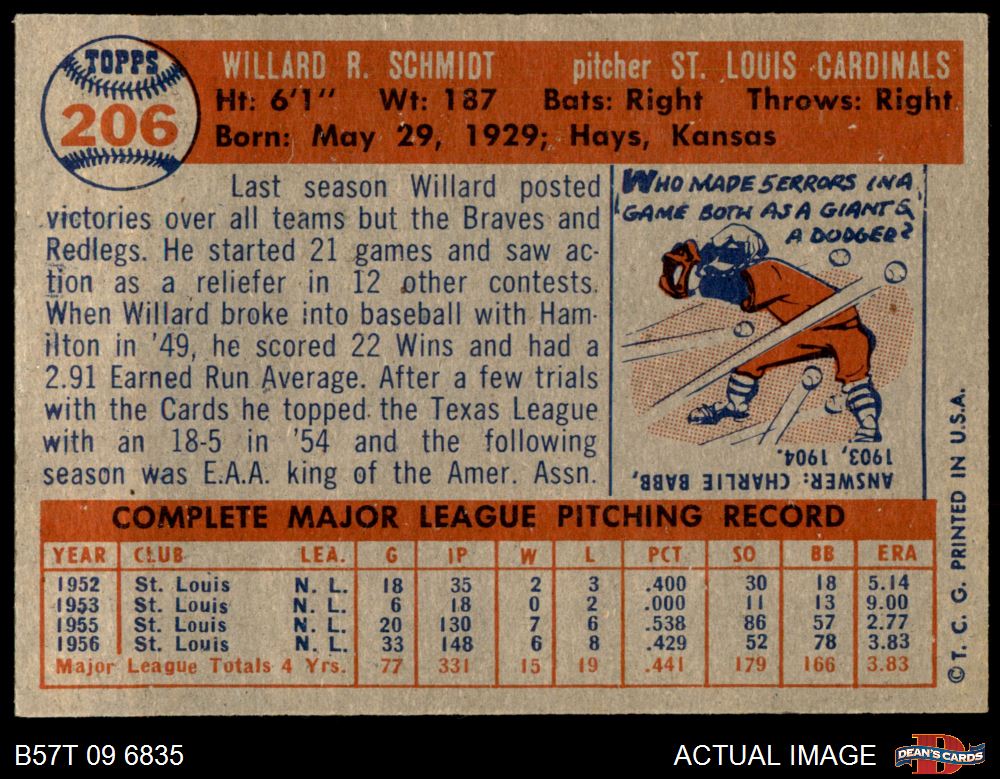 TOPPS
206
WILLARD R. SCHMIDT pitcher ST. LOUIS CARDINALS
Ht: 6'1" Wt: 187 Bats: Right Throws: Right
Born: May 29, 1929; Hays, Kansas
Last season Willard posted
victories over all teams but the Braves and
Redlegs. He started 21 games and saw ac-
tion as a reliefer in 12 other contests.
When Willard broke into baseball with Ham-
ilton in '49, he scored 22 Wins and had a
2.91 Earned Run Average. After a few trials
with the Cards he topped the Texas League
with an 18-5 in '54 and the following
season was E.A.A. king of the Amer. Assn.
WHO MADE 5 ERRORS IN A
GAME BOTH AS A GIANT &
A DODGER?
ANSWER: CHARLIE BABB,
1903, 1904.
COMPLETE MAJOR LEAGUE PITCHING RECORD
YEAR CLUB LEA. G IP W L PCT SO BB ERA
1952 St. Louis N. L. 18 35 2 3 .400 30 18 5.14
1953 St. Louis N. L. 6 18 0 2 .000 11 13 9.00
1955 St. Louis N. L. 20 130 7 6 .538 86 57 2.77
1956 St. Louis N. L. 33 148 6 8 .429 52 78 3.83
Major League Totals 4 Yrs. 77 331 15 19 .441 179 166 3.83
© T. C. G. PRINTED IN U.S.A.
B57T 09 6835
ACTUAL IMAGE
DEAN'S CARDS